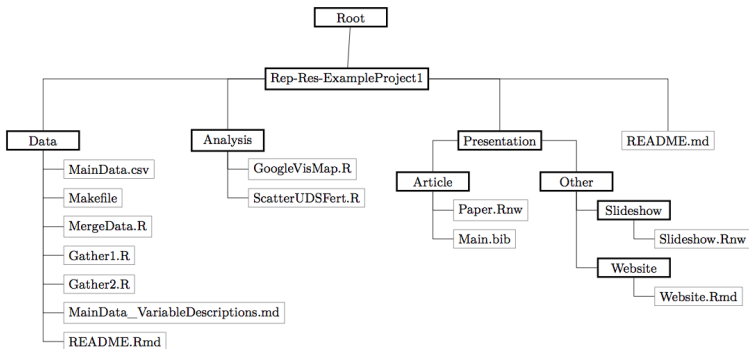 Root
Rep-Res-ExampleProject1
Data
Analysis
Presentation
README.md
MainData.csv
Makefile
MergeData.R
Gather1.R
Gather2.R
MainData_VariableDescriptions.md
README.Rmd
GoogleVisMap.R
ScatterUDSFert.R
Article
Other
Paper.Rnw
Main.bib
Slideshow
Slideshow.Rnw
Website
Website.Rmd